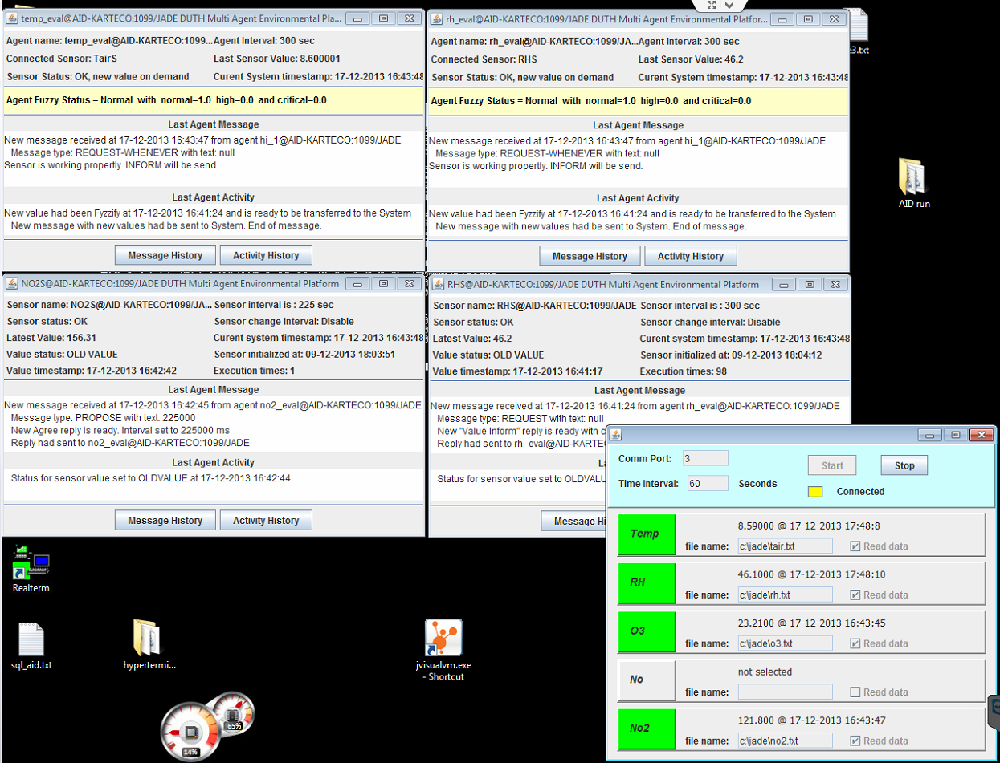 temp_eval@AID-KARTECO:1099/JADE DUTH Multi Agent Environmental Pla...
Agent name: temp_eval@AID-KARTECO:1099... Agent Interval: 300 sec
Connected Sensor: TairS Last Sensor Value: 8.600001
Sensor Status: OK, new value on demand Curent System timestamp: 17-12-2013 16:43:48
Agent Fuzzy Status = Normal with normal=1.0 high=0.0 and critical=0.0
Last Agent Message
New message received at 17-12-2013 16:43:47 from agent hi_1@AID-KARTECO:1099/JADE
Message type: REQUEST-WHENEVER with text: null
Sensor is working propertly. INFORM will be send.
Last Agent Activity
New value had been Fyzzify at 17-12-2013 16:41:24 and is ready to be transferred to the System
New message with new values had be sent to System. End of message.
Message History Activity History
rh_eval@AID-KARTECO:1099/JADE DUTH Multi Agent Environmental Platfor...
Agent name: rh_eval@AID-KARTECO:1099/JA... Agent Interval: 300 sec
Connected Sensor: RHS Last Sensor Value: 46.2
Sensor Status: OK, new value on demand Curent System timestamp: 17-12-2013 16:43:48
Agent Fuzzy Status = Normal with normal=1.0 high=0.0 and critical=0.0
Last Agent Message
New message received at 17-12-2013 16:43:47 from agent hi_1@AID-KARTECO:1099/JADE
Message type: REQUEST-WHENEVER with text: null
Sensor is working propertly. INFORM will be send.
Last Agent Activity
New value had been Fyzzify at 17-12-2013 16:41:24 and is ready to be transferred to the System
New message with new values had be sent to System. End of message.
Message History Activity History
e3.txt
AID run
NO2S@AID-KARTECO:1099/JADE DUTH Multi Agent Environmental Platform
Sensor name: NO2S@AID-KARTECO:1099/JA... Sensor interval is : 225 sec
Sensor status: OK Sensor change interval: Disable
Latest Value: 156.31 Curent system timestamp: 17-12-2013 16:43:48
Value status: OLD VALUE Sensor initialized at: 09-12-2013 18:03:51
Value timestamp: 17-12-2013 16:42:42 Execution times: 1
Last Agent Message
New message received at 17-12-2013 16:42:45 from agent no2_eval@AID-KARTECO:1099/JADE
Message type: PROPOSE with text: 225000
New Agree reply is ready. Interval set to 225000 ms
Reply had sent to no2_eval@AID-KARTECO:1099/JADE
Last Agent Activity
Status for sensor value set to OLDVALUE at 17-12-2013 16:42:44
Message History Activity History
RHS@AID-KARTECO:1099/JADE DUTH Multi Agent Environmental Platform
Sensor name: RHS@AID-KARTECO:1099/JADE Sensor interval is : 300 sec
Sensor status: OK Sensor change interval: Disable
Latest Value: 46.2 Curent system timestamp: 17-12-2013 16:43:48
Value status: OLD VALUE Sensor initialized at: 09-12-2013 18:04:12
Value timestamp: 17-12-2013 16:41:17 Execution times: 98
Last Agent Message
New message received at 17-12-2013 16:41:24 from agent rh_eval@AID-KARTECO:1099/JADE
Message type: REQUEST with text: null
New "Value Inform" reply is ready with c
Reply had sent to rh_eval@AID-KARTEC
Status for sensor value set to OLDVALU
Message Hi
Comm Port: 3 Start Stop
Time Interval: 60 Seconds Connected
Temp 8.59000 @ 17-12-2013 17:48:8
file name: c:\jade\tair.txt Read data
RH 46.1000 @ 17-12-2013 17:48:10
file name: c:\jade\rh.txt Read data
O3 23.2100 @ 17-12-2013 16:43:45
file name: c:\jade\o3.txt Read data
No not selected
file name: Read data
No2 121.800 @ 17-12-2013 16:43:47
file name: c:\jade\no2.txt Read data
Realterm
sql_aid.txt
hypertermi...
jvisualvm.exe
- Shortcut
65%
14%